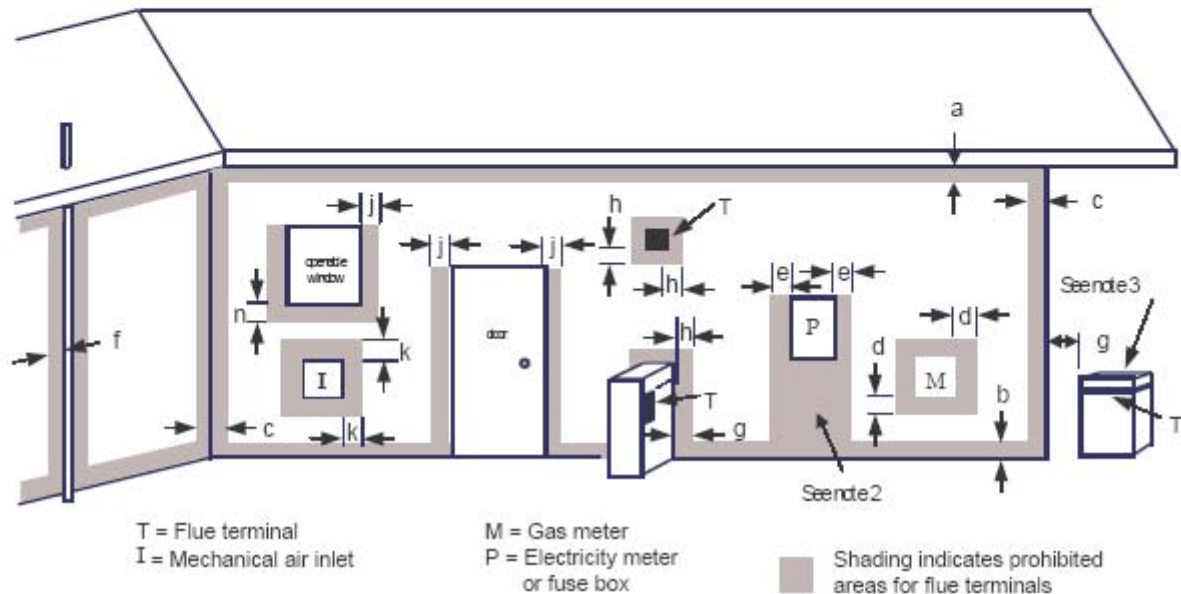 a
h
T
c
j
j
j
operable
window
h
e
e
See note 3
n
door
P
d
f
h
k
d
g
I
M
T
b
T
c
k
g
See note 2
T = Flue terminal
I = Mechanical air inlet
M = Gas meter
P = Electricity meter
or fuse box
Shading indicates prohibited
areas for flue terminals